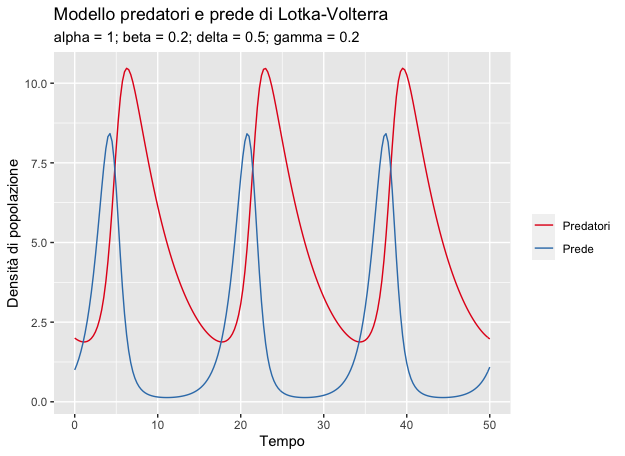 Modello predatori e prede di Lotka-Volterra
alpha = 1; beta = 0.2; delta = 0.5; gamma = 0.2
10.0
7.5
5.0
2.5
0.0
Densità di popolazione
0
10
20
30
40
50
Tempo
Predatori
Prede